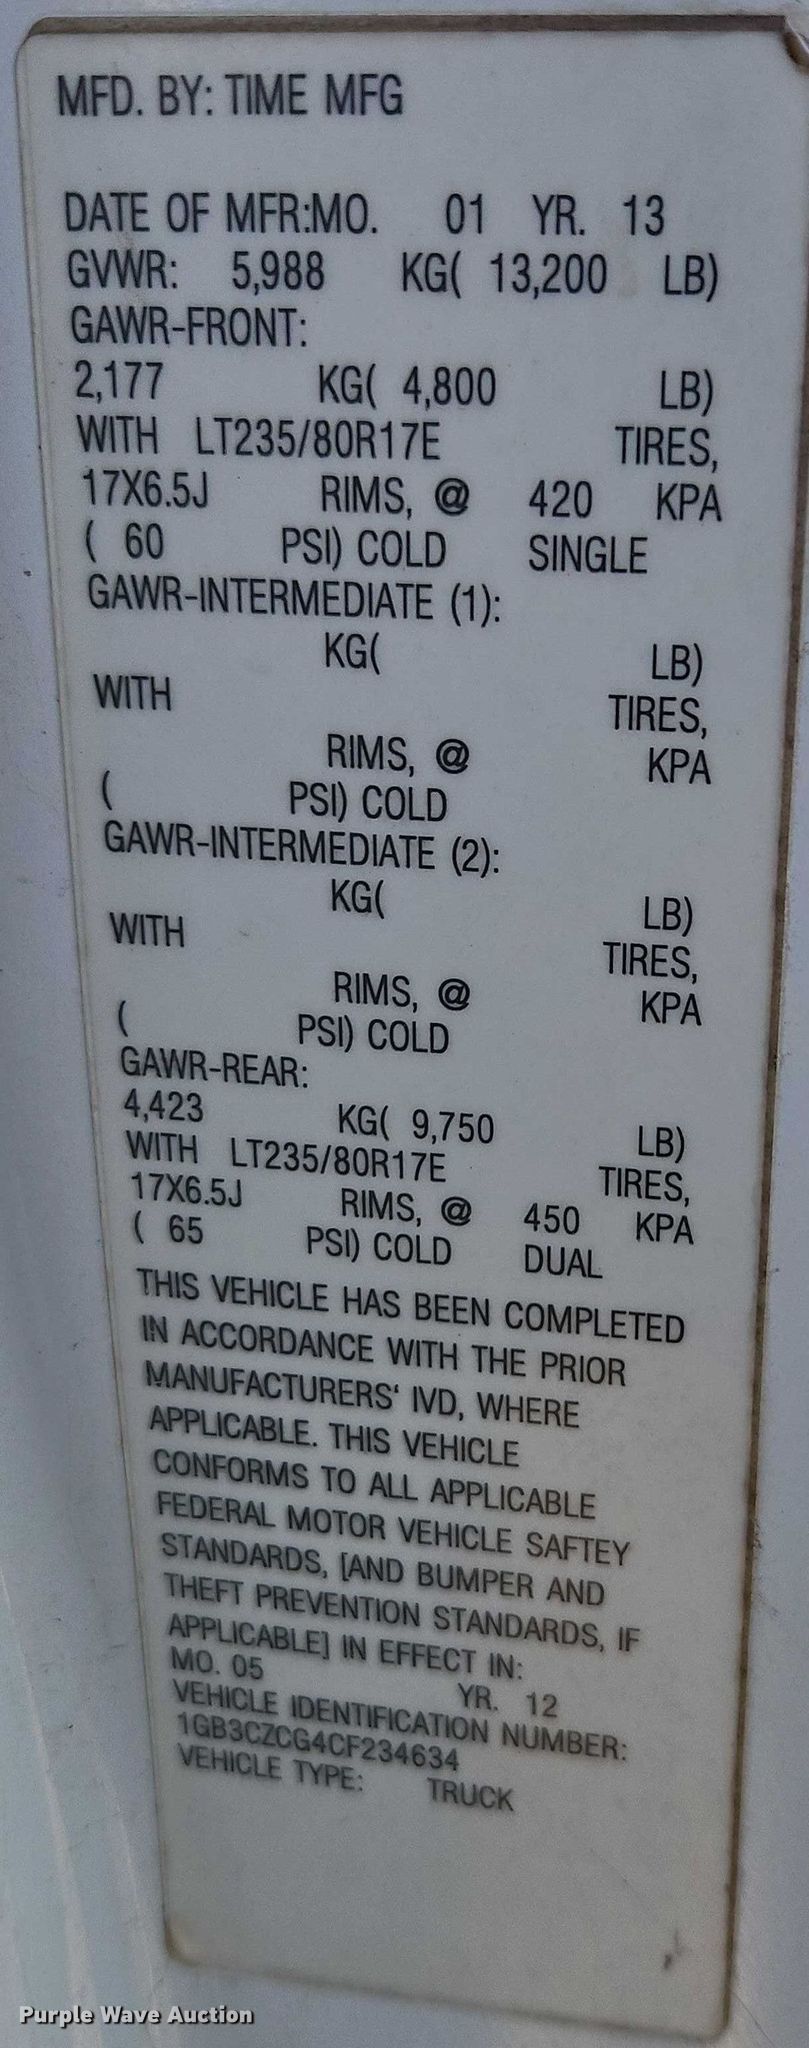 MFD. BY: TIME MFG
DATE OF MFR:MO. 01 YR. 13
GVWR: 5,988 KG( 13,200 LB)
GAWR-FRONT:
2,177 KG( 4,800 LB)
WITH LT235/80R17E TIRES,
17X6.5J RIMS, @ 420 KPA
( 60 PSI) COLD SINGLE
GAWR-INTERMEDIATE (1):
KG( LB)
WITH TIRES,
RIMS, @ KPA
( PSI) COLD
GAWR-INTERMEDIATE (2):
KG( LB)
WITH TIRES,
RIMS, @ KPA
( PSI) COLD
GAWR-REAR:
4,423 KG( 9,750 LB)
WITH LT235/80R17E TIRES,
17X6.5J RIMS, @ 450 KPA
( 65 PSI) COLD DUAL
THIS VEHICLE HAS BEEN COMPLETED
IN ACCORDANCE WITH THE PRIOR
MANUFACTURERS' IVD, WHERE
APPLICABLE. THIS VEHICLE
CONFORMS TO ALL APPLICABLE
FEDERAL MOTOR VEHICLE SAFTEY
STANDARDS, [AND BUMPER AND
THEFT PREVENTION STANDARDS, IF
APPLICABLE] IN EFFECT IN:
MO. 05 YR. 12
VEHICLE IDENTIFICATION NUMBER:
1GB3CZCG4CF234634
VEHICLE TYPE: TRUCK
Purple Wave Auction